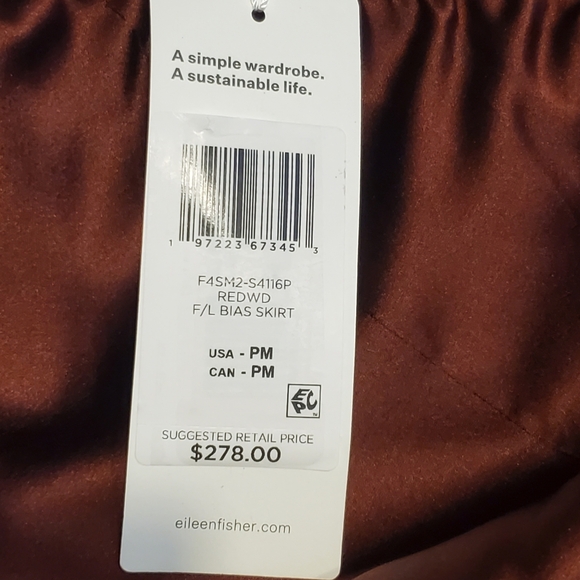 A simple wardrobe.
A sustainable life.
1 97223 67345 3
F4SM2-S4116P
REDWD
F/L BIAS SKIRT
USA - PM
CAN - PM
EPC
SUGGESTED RETAIL PRICE
$278.00
eileenfisher.com